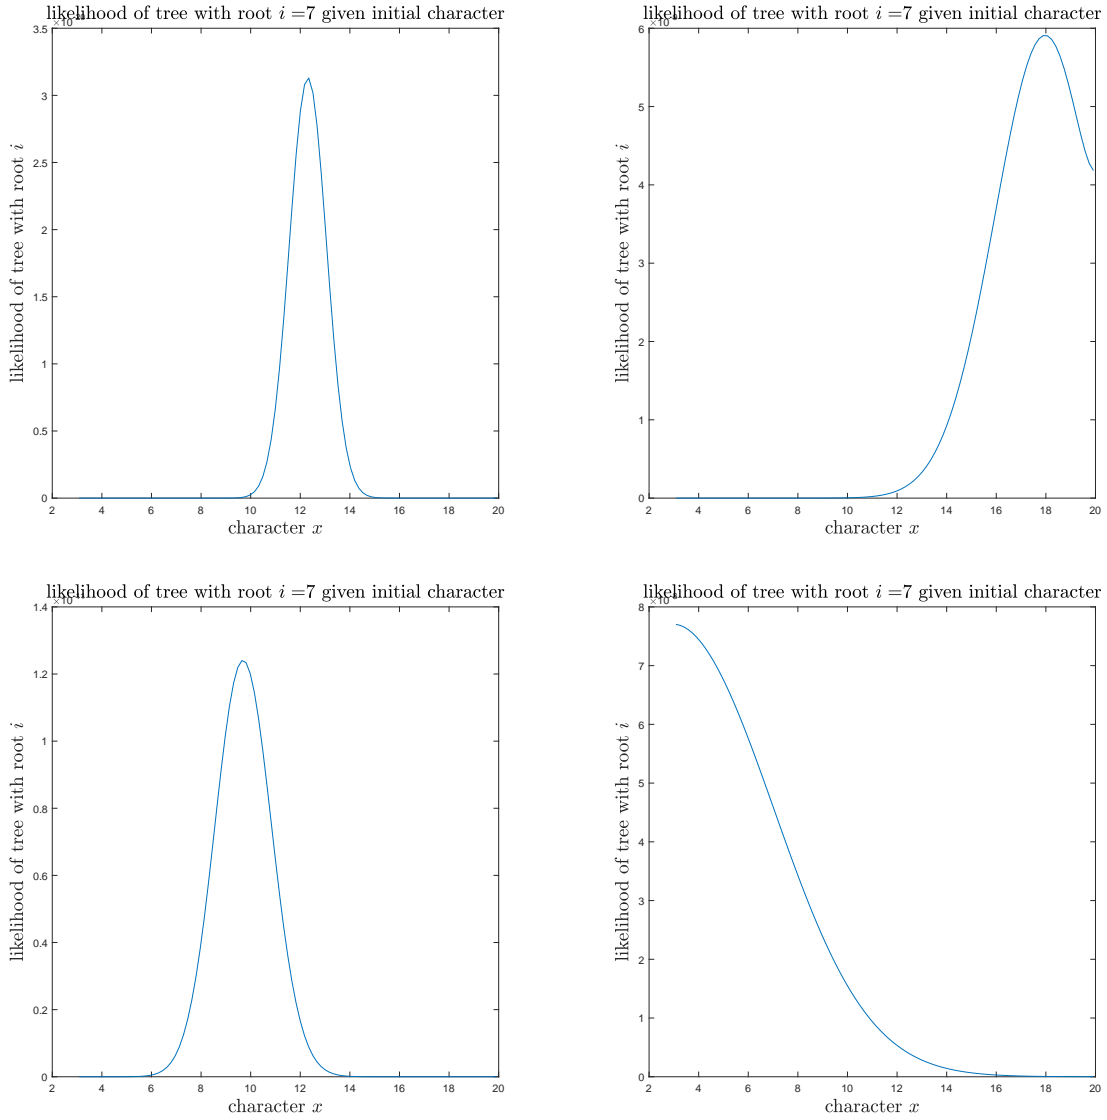 likelihood of tree with root i =7 given initial character
3.5
3
2.5
2
1.5
1
0.5
0
likelihood of tree with root i
2 4 6 8 10 12 14 16 18 20
character x
likelihood of tree with root i =7 given initial character
6
5
4
3
2
1
0
likelihood of tree with root i
2 4 6 8 10 12 14 16 18 20
character x
likelihood of tree with root i =7 given initial character
1.4
1.2
1
0.8
0.6
0.4
0.2
0
likelihood of tree with root i
2 4 6 8 10 12 14 16 18 20
character x
likelihood of tree with root i =7 given initial character
8
7
6
5
4
3
2
1
0
likelihood of tree with root i
2 4 6 8 10 12 14 16 18 20
character x